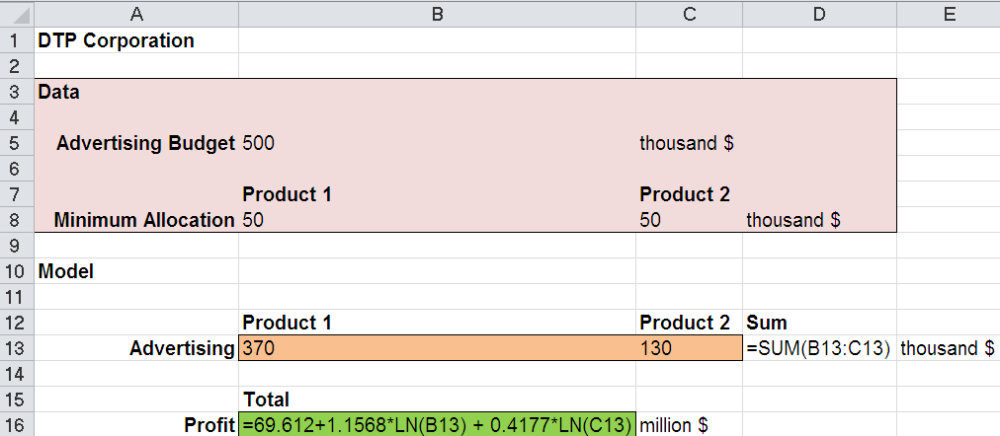 A B C D E
1 DTP Corporation
2
3 Data
4
5 Advertising Budget 500 thousand $
6
7 Product 1 Product 2
8 Minimum Allocation 50 50 thousand $
9
10 Model
11
12 Product 1 Product 2 Sum
13 Advertising 370 130 =SUM(B13:C13) thousand $
14
15 Total
16 Profit =69.612+1.1568*LN(B13) + 0.4177*LN(C13) million $